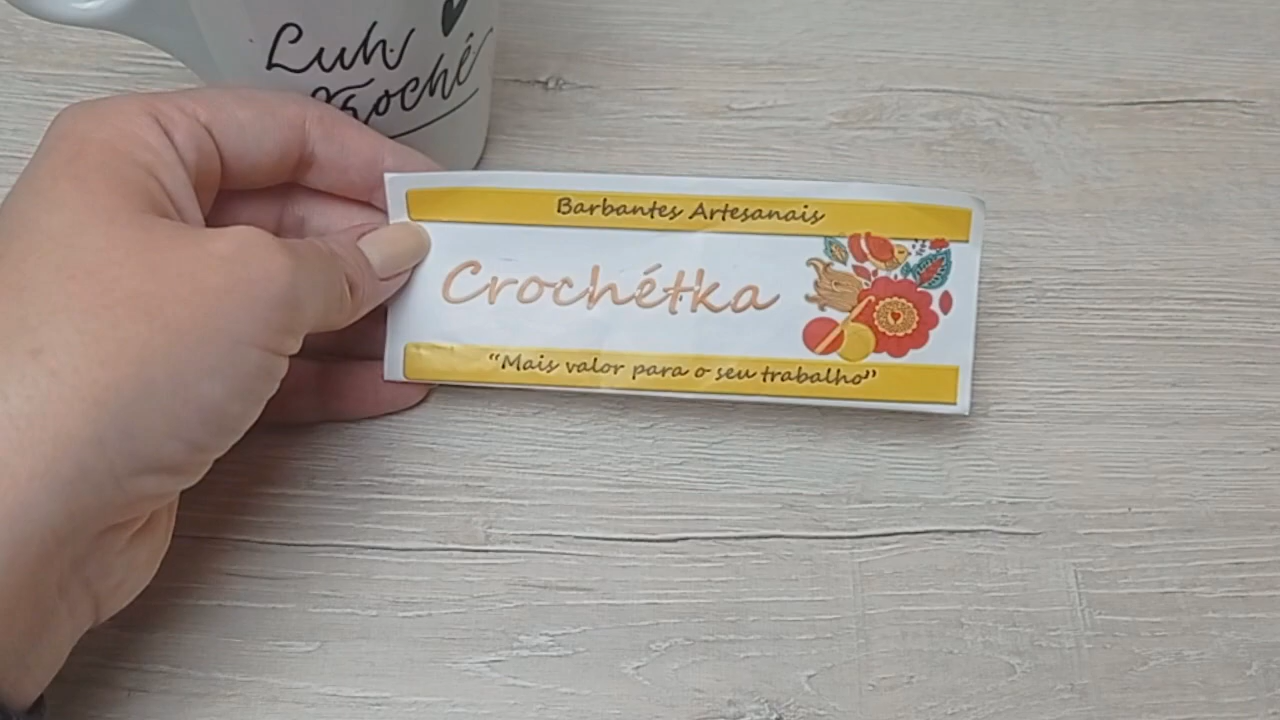 Luh
Barbantes Artesanais
Crochétka
“Mais valor para o seu trabalho”